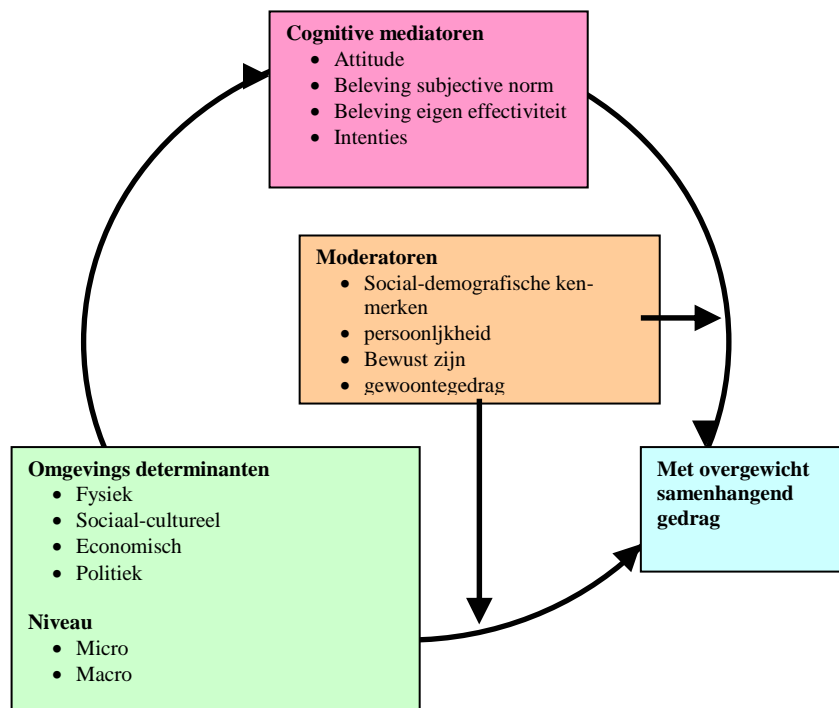 Cognitive mediatoren
• Attitude
• Beleving subjective norm
• Beleving eigen effectiviteit
• Intenties
Moderatoren
• Social-demografische ken-
merken
• persoonljkheid
• Bewust zijn
• gewoontegedrag
Omgevings determinanten
• Fysiek
• Sociaal-cultureel
• Economisch
• Politiek
Niveau
• Micro
• Macro
Met overgewicht
samenhangend
gedrag